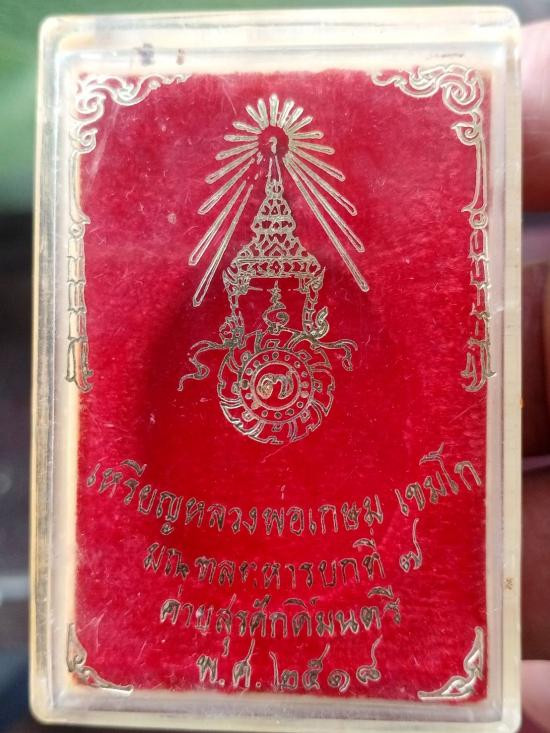 ๗
เหรียญหลวงพ่อเกษม เขมโก
มณฑลทหารบกที่ ๗
ค่ายสุรศักดิ์มนตรี
พ.ศ.๒๕๑๘